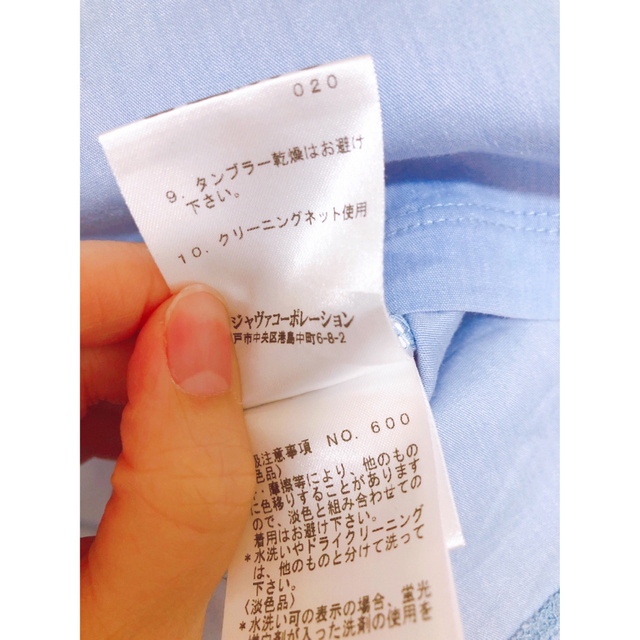 020
9. タンブラー乾燥はお避け
下さい。
10. クリーニングネット使用
ジャヴァコーポレーション
戸市中央区港島中町6-8-2
扱注意事項 NO. 600
色品〉
摩擦等により、他のもの
に色移りすることがあります
ので、淡色と組み合わせての
着用はお避け下さい。
*水洗いやドライクリーニング
は、他のものと分けて洗って
下さい。
〈淡色品〉
*水洗い可の表示の場合、蛍光
増白剤が入った洗剤の使用を